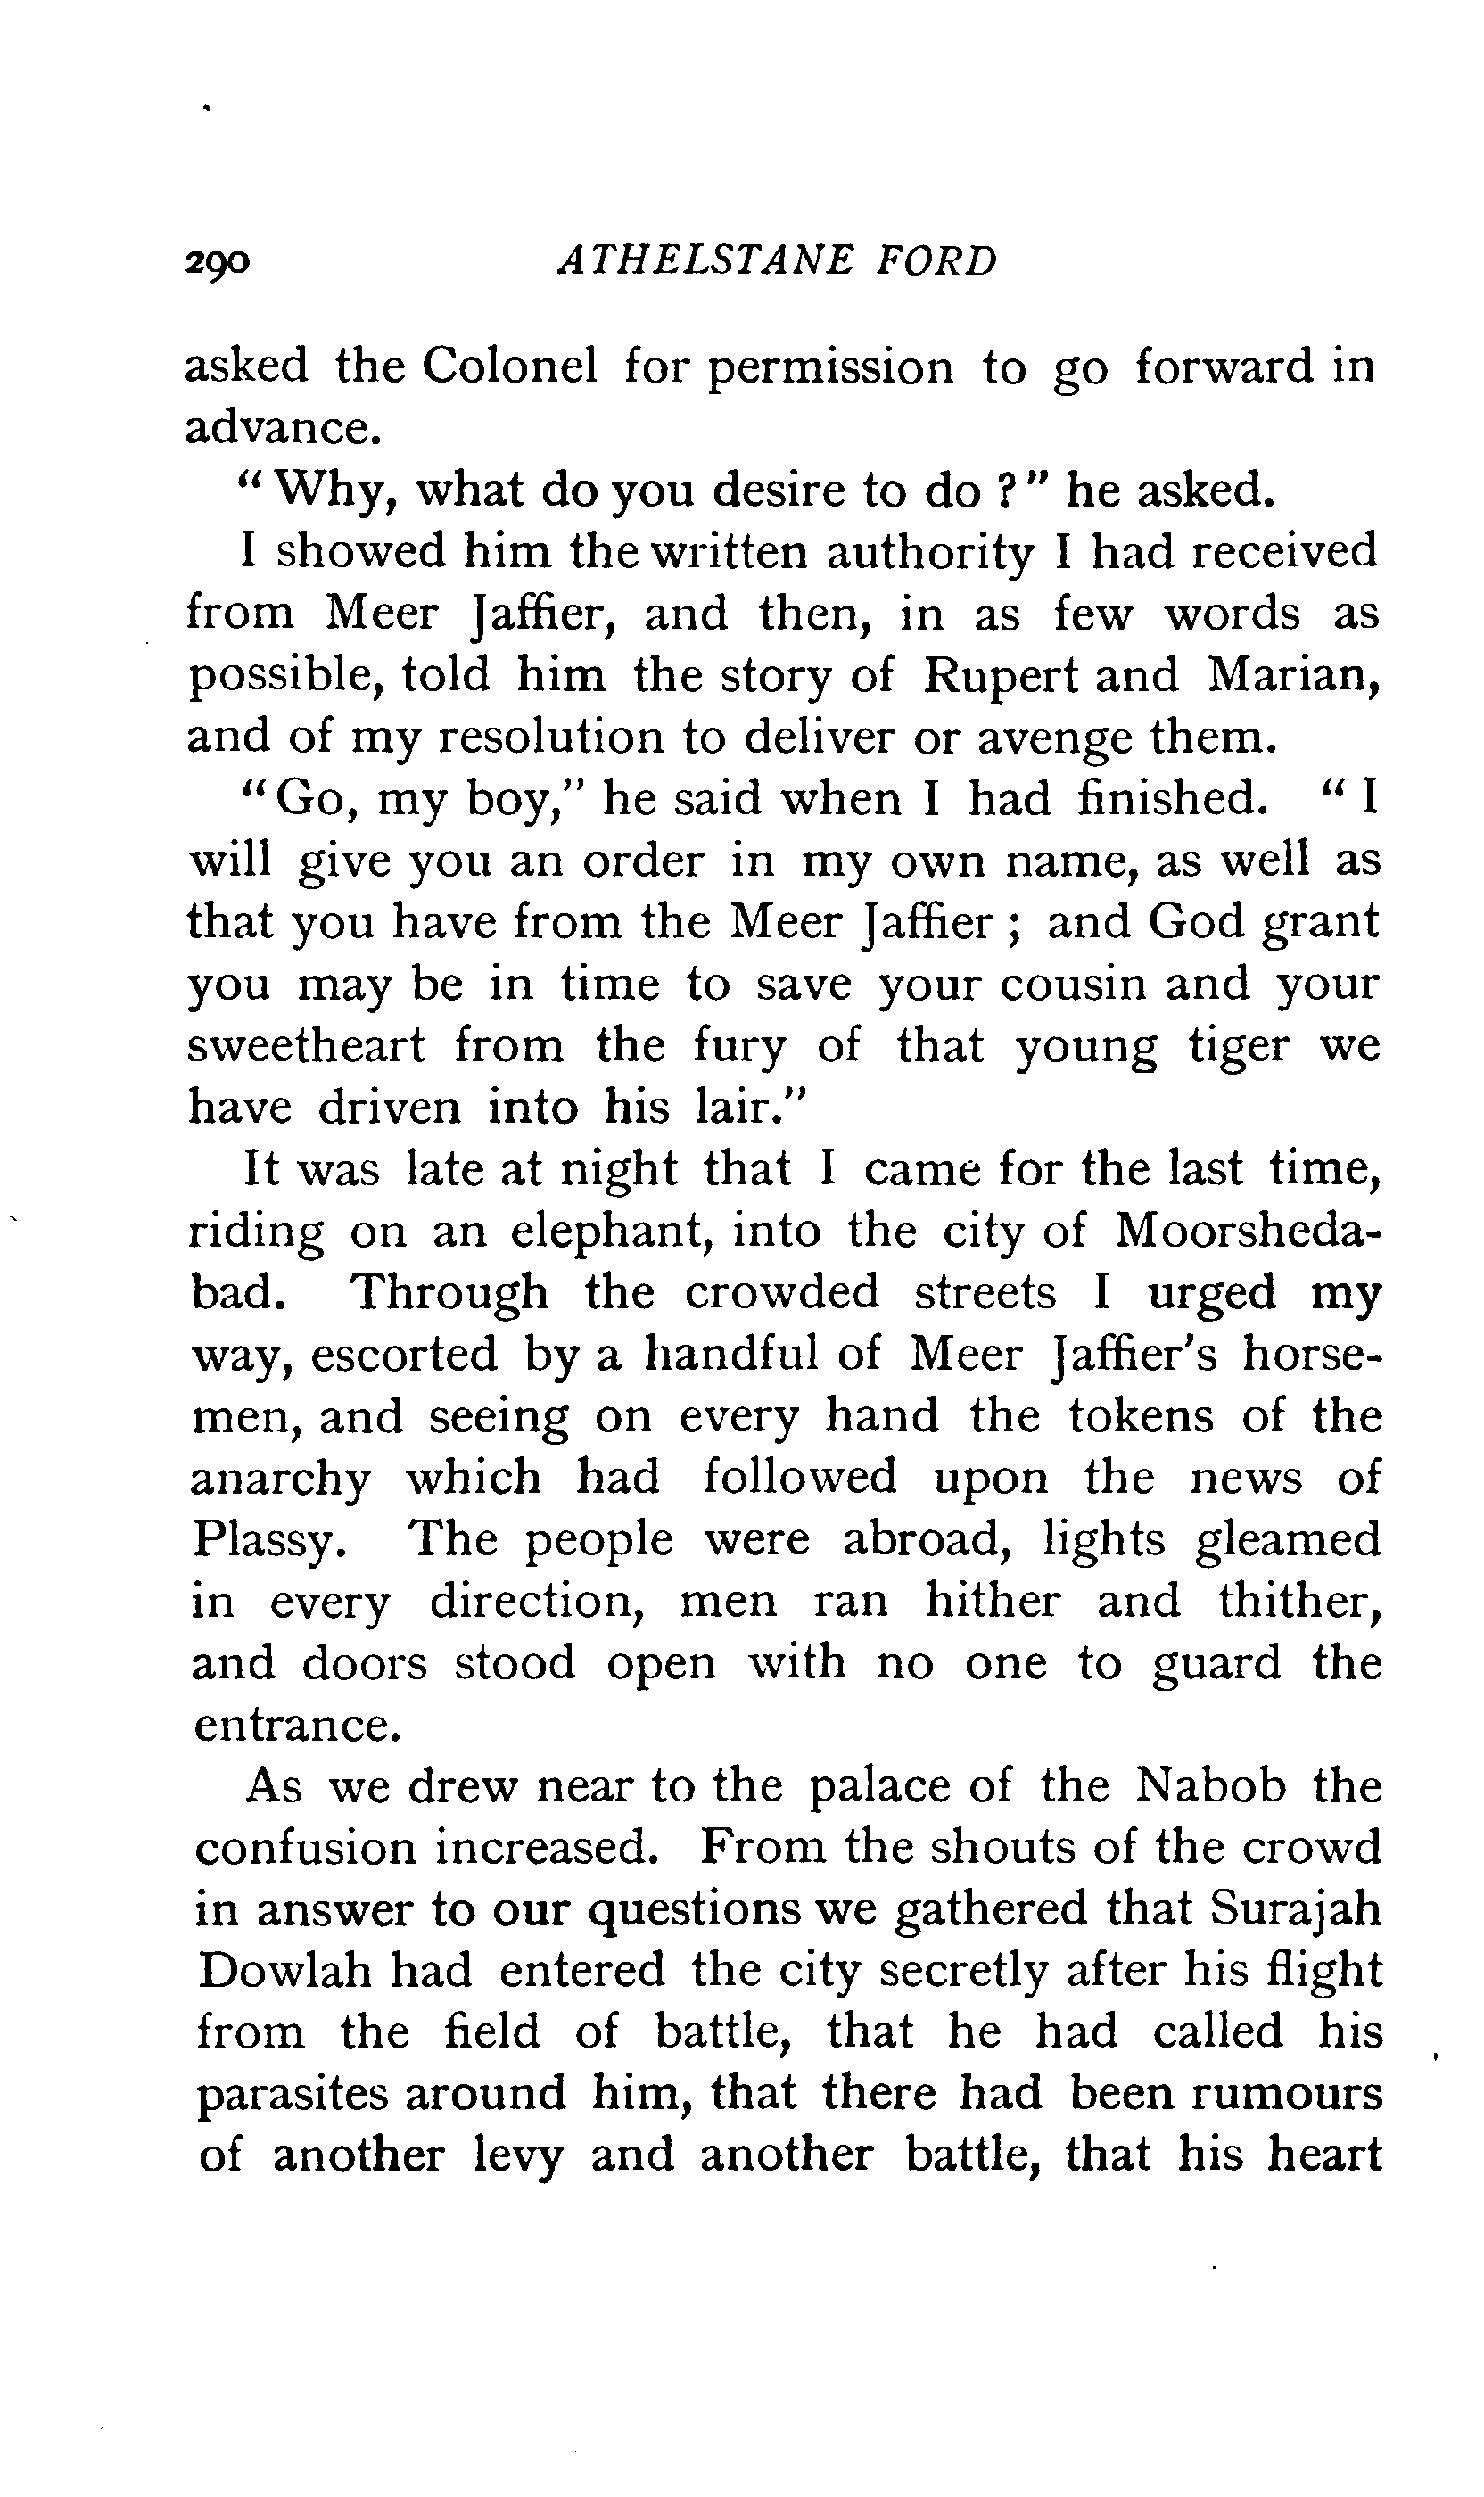 290 ATHELSTANE FORD
asked the Colonel for permission to go forward in
advance.
" Why, what do you desire to do ? " he asked.
I showed him the written authority I had received
from Meer Jaffier, and then, in as few words as
possible, told him the story of Rupert and Marian,
and of my resolution to deliver or avenge them.
" Go, my boy," he said when I had finished. " I
will give you an order in my own name, as well as
that you have from the Meer Jaffier ; and God grant
you may be in time to save your cousin and your
sweetheart from the fury of that young tiger we
have driven into his lair."
It was late at night that I came for the last time,
riding on an elephant, into the city of Moorsheda-
bad. Through the crowded streets I urged my
way, escorted by a handful of Meer Jaffier's horse-
men, and seeing on every hand the tokens of the
anarchy which had followed upon the news of
Plassy. The people were abroad, lights gleamed
in every direction, men ran hither and thither,
and doors stood open with no one to guard the
entrance.
As we drew near to the palace of the Nabob the
confusion increased. From the shouts of the crowd
in answer to our questions we gathered that Surajah
Dowlah had entered the city secretly after his flight
from the field of battle, that he had called his
parasites around him, that there had been rumours
of another levy and another battle, that his heart